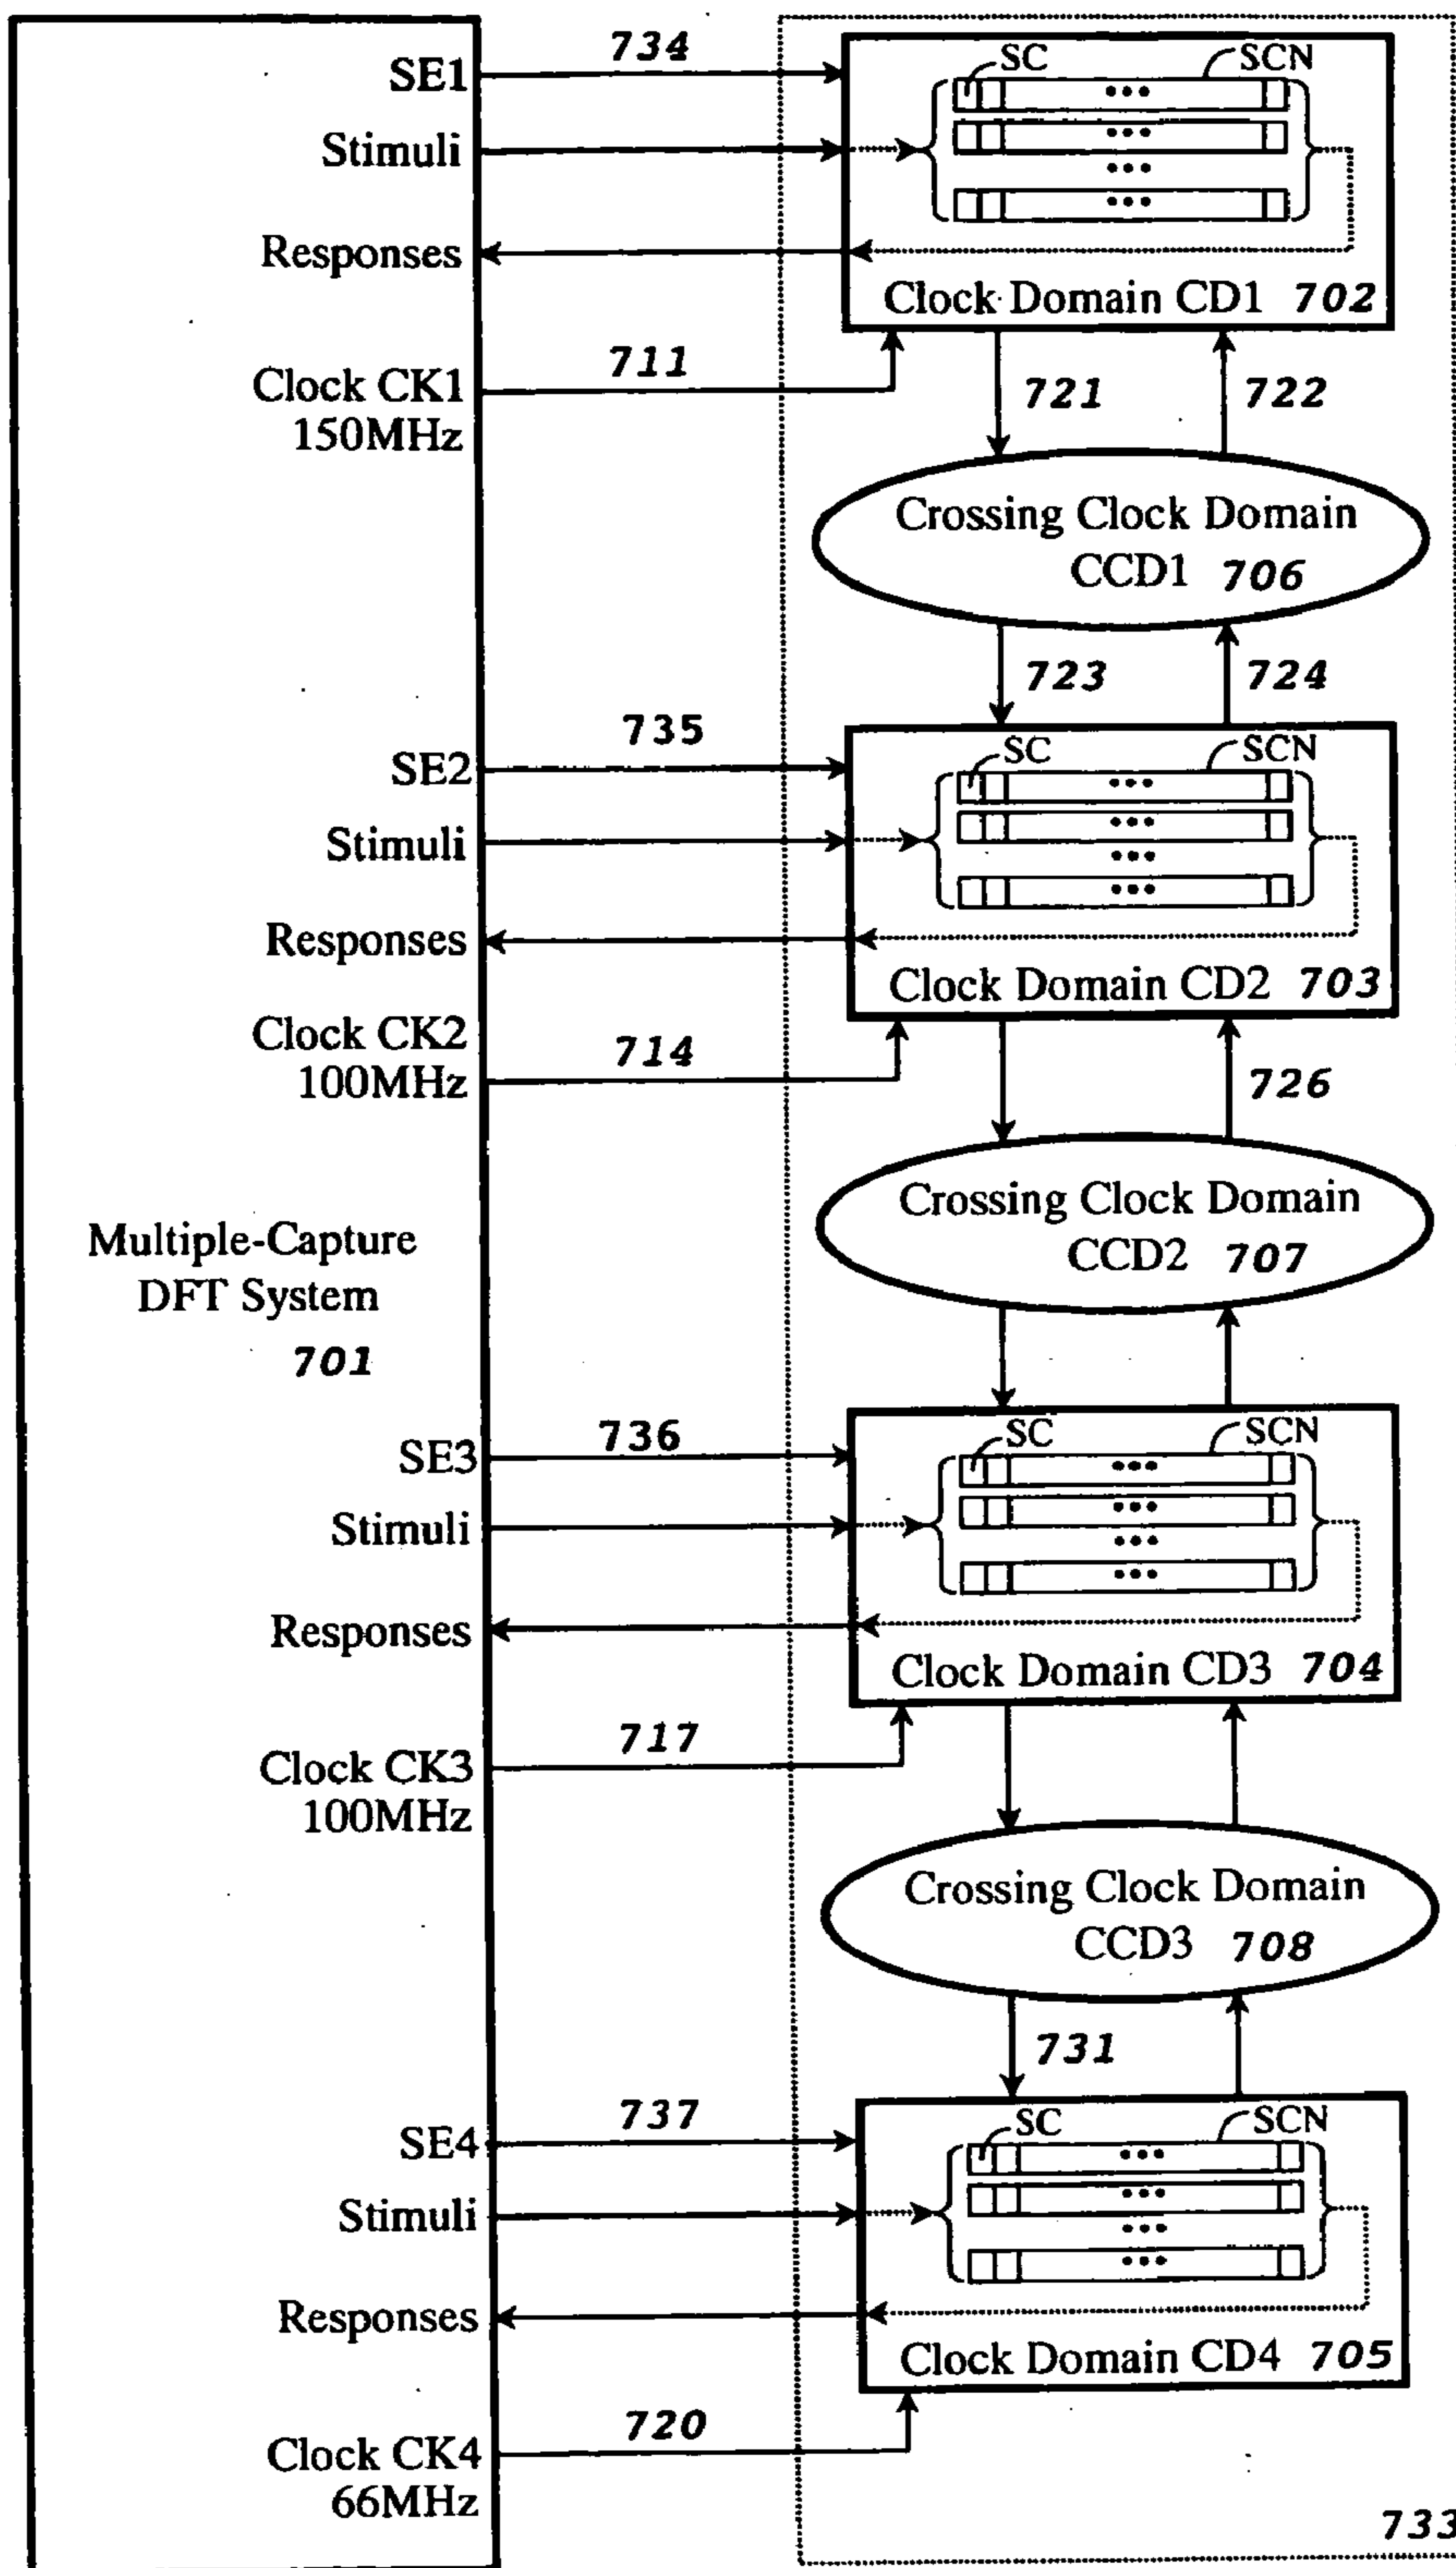 734
SE1
SC
SCN
Stimuli
Responses
Clock Domain CD1 702
711
Clock CK1
150MHz
721
722
Crossing Clock Domain
CCD1 706
723
724
735
SE2
SC
SCN
Stimuli
Responses
Clock Domain CD2 703
Clock CK2
100MHz
714
726
Crossing Clock Domain
CCD2 707
Multiple-Capture
DFT System
701
736
SE3
SC
SCN
Stimuli
Responses
Clock Domain CD3 704
717
Clock CK3
100MHz
Crossing Clock Domain
CCD3 708
731
737
SE4
SC
SCN
Stimuli
Responses
Clock Domain CD4 705
720
Clock CK4
66MHz
733